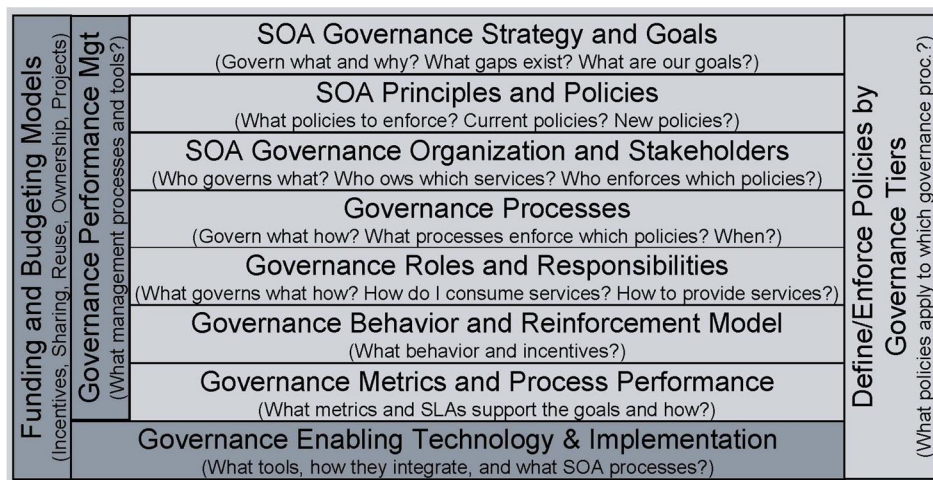 Funding and Budgeting Models
(Incentives, Sharing, Reuse, Ownership, Projects)
Governance Performance Mgt
(What management processes and tools?)
SOA Governance Strategy and Goals
(Govern what and why? What gaps exist? What are our goals?)
SOA Principles and Policies
(What policies to enforce? Current policies? New policies?)
SOA Governance Organization and Stakeholders
(Who governs what? Who ows which services? Who enforces which policies?)
Governance Processes
(Govern what how? What processes enforce which policies? When?)
Governance Roles and Responsibilities
(What governs what how? How do I consume services? How to provide services?)
Governance Behavior and Reinforcement Model
(What behavior and incentives?)
Governance Metrics and Process Performance
(What metrics and SLAs support the goals and how?)
Governance Enabling Technology & Implementation
(What tools, how they integrate, and what SOA processes?)
Define/Enforce Policies by
Governance Tiers
(What policies apply to which governance proc.?)